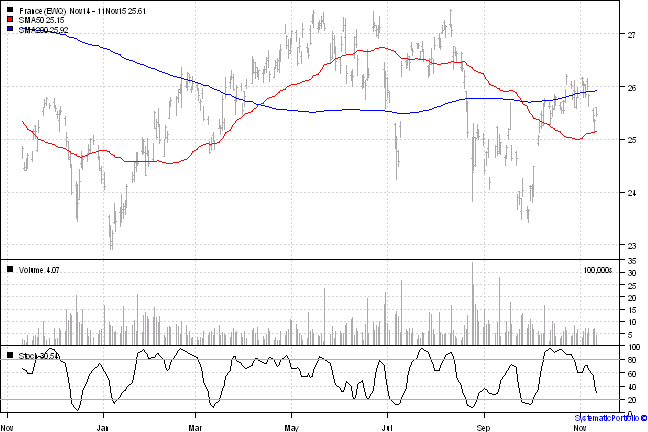 France (EWQ) Nov14 - 11Nov15 25.61
SMA50 25.15
SMA200 25.92
27
26
25
24
23
Volume 4.07
100,000s
35
30
25
20
15
10
5
Stoch 30.54
100
80
60
40
20
0
Nov Jan Mar May Jul Sep Nov
SystematicPortfolio ©